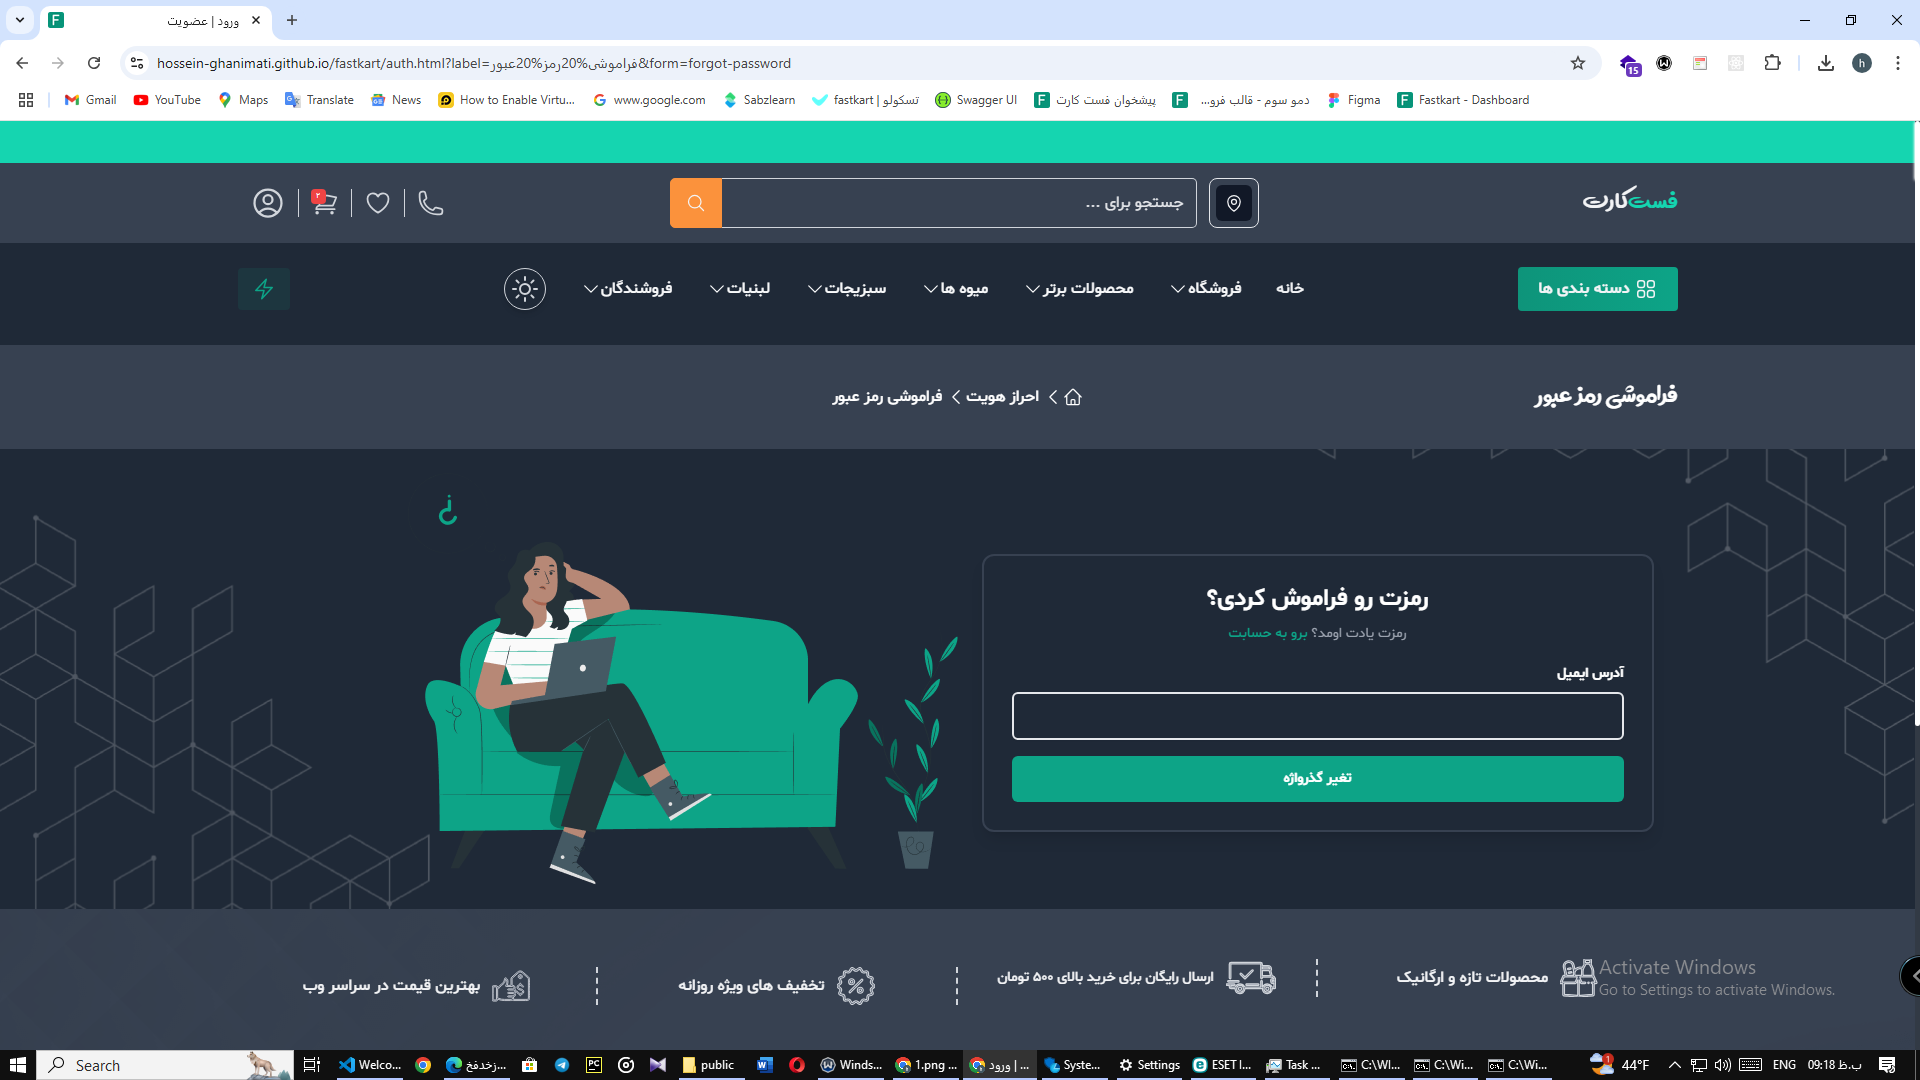 ورود | عضویت
hossein-ghanimati.github.io/fastkart/auth.html?label=فراموشی%20رمز%20عبور&form=forgot-password
15
h
Gmail
YouTube
Maps
Translate
News
How to Enable Virtu...
www.google.com
Sabzlearn
fastkart | تسکولو
Swagger UI
پیشخوان فست کارت
دمو سوم - قالب فرو...
Figma
Fastkart - Dashboard
فست‌کارت
جستجو برای ...
۲
دسته بندی ها
خانه
فروشگاه
محصولات برتر
میوه ها
سبزیجات
لبنیات
فروشندگان
فراموشی رمز عبور
احراز هویت
فراموشی رمز عبور
رمزت رو فراموش کردی؟
رمزت یادت اومد؟ برو به حسابت
آدرس ایمیل
تغیر گذرواژه
محصولات تازه و ارگانیک
ارسال رایگان برای خرید بالای ۵۰۰ تومان
تخفیف های ویژه روزانه
بهترین قیمت در سراسر وب
Activate Windows
Go to Settings to activate Windows.
Search
Welco...
زخدفخ...
public
Winds...
1.png ...
ورود | ...
Syste...
Settings
ESET I...
Task ...
C:\WI...
C:\Wi...
C:\Wi...
1
44°F
ENG
09:18 ب.ظ